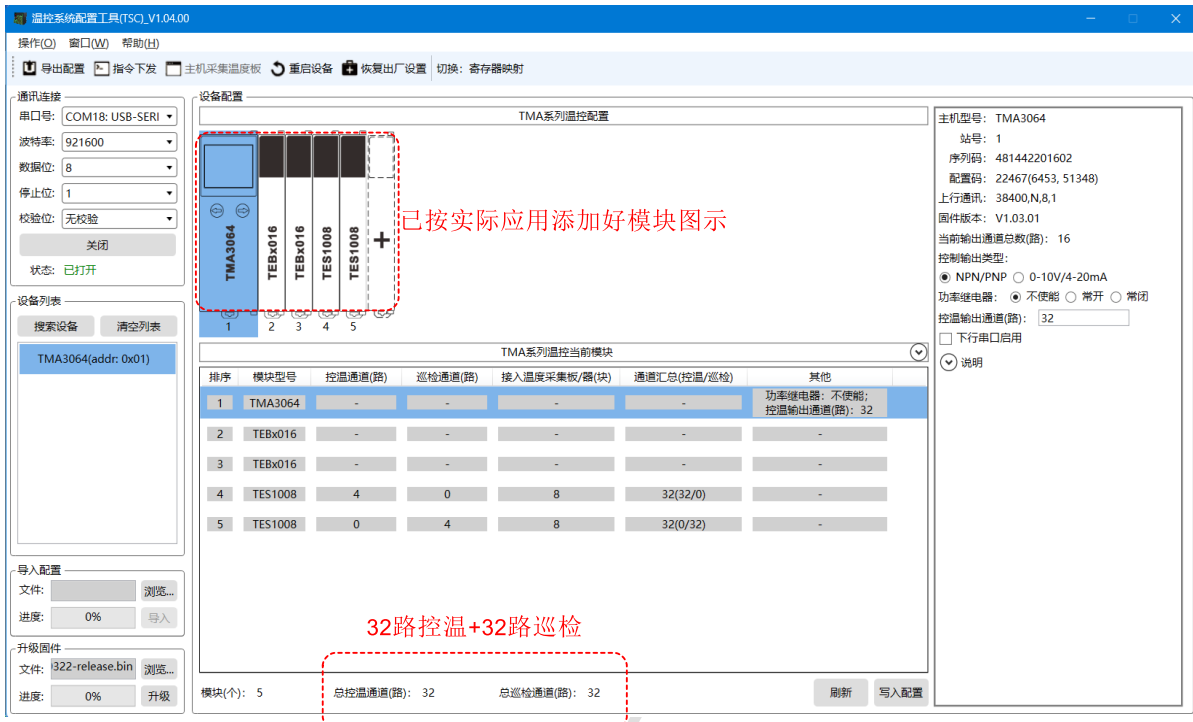 温控系统配置工具(TSC)_V1.04.00
操作(O) 窗口(W) 帮助(H)
导出配置 指令下发 主机采集温度板 重启设备 恢复出厂设置 切换：寄存器映射
通讯连接
串口号: COM18: USB-SERI
波特率: 921600
数据位: 8
停止位: 1
校验位: 无校验
关闭
状态: 已打开
设备列表
搜索设备 清空列表
TMA3064(addr: 0x01)
导入配置
文件: 浏览...
进度: 0% 导入
升级固件
文件: 322-release.bin 浏览...
进度: 0% 升级
设备配置
TMA系列温控配置
TMA3064
TEBx016
TEBx016
TES1008
TES1008
+
已按实际应用添加好模块图示
1 2 3 4 5
TMA系列温控当前模块
排序 模块型号 控温通道(路) 巡检通道(路) 接入温度采集板/器(块) 通道汇总(控温/巡检) 其他
1 TMA3064 - - - - 功率继电器：不使能；
控温输出通道(路)：32
2 TEBx016 - - - - -
3 TEBx016 - - - - -
4 TES1008 4 0 8 32(32/0) -
5 TES1008 0 4 8 32(0/32) -
32路控温+32路巡检
模块(个)： 5 总控温通道(路)： 32 总巡检通道(路)： 32 刷新 写入配置
主机型号: TMA3064
站号: 1
序列码: 481442201602
配置码: 22467(6453, 51348)
上行通讯: 38400,N,8,1
固件版本: V1.03.01
当前输出通道总数(路): 16
控制输出类型:
NPN/PNP 0-10V/4-20mA
功率继电器: 不使能 常开 常闭
控温输出通道(路): 32
下行串口启用
说明